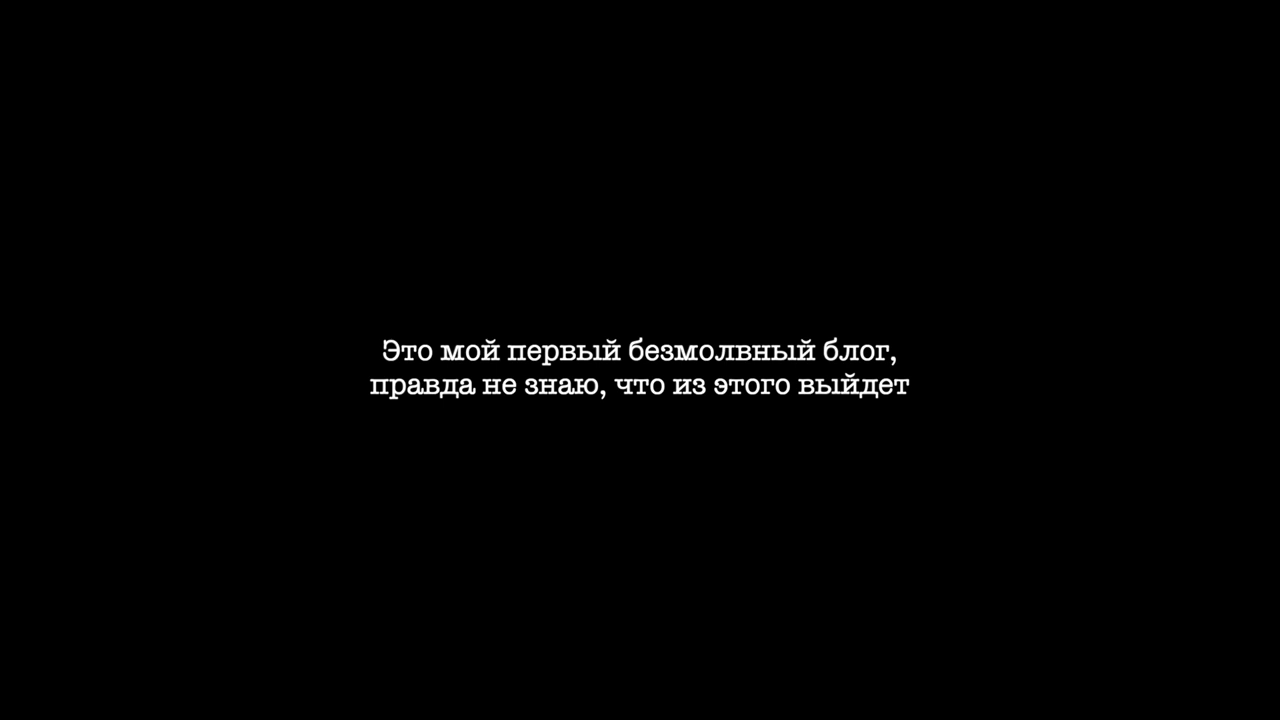 Это мой первый безмолвный блог,
правда не знаю, что из этого выйдет